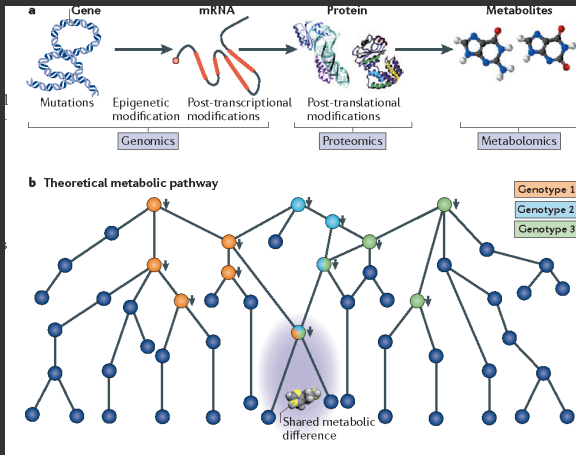 a
Gene
mRNA
Protein
Metabolites
Mutations
Epigenetic modification
Post-transcriptional modifications
Post-translational modifications
Genomics
Proteomics
Metabolomics
b Theoretical metabolic pathway
Genotype 1
Genotype 2
Genotype 3
Shared metabolic
difference